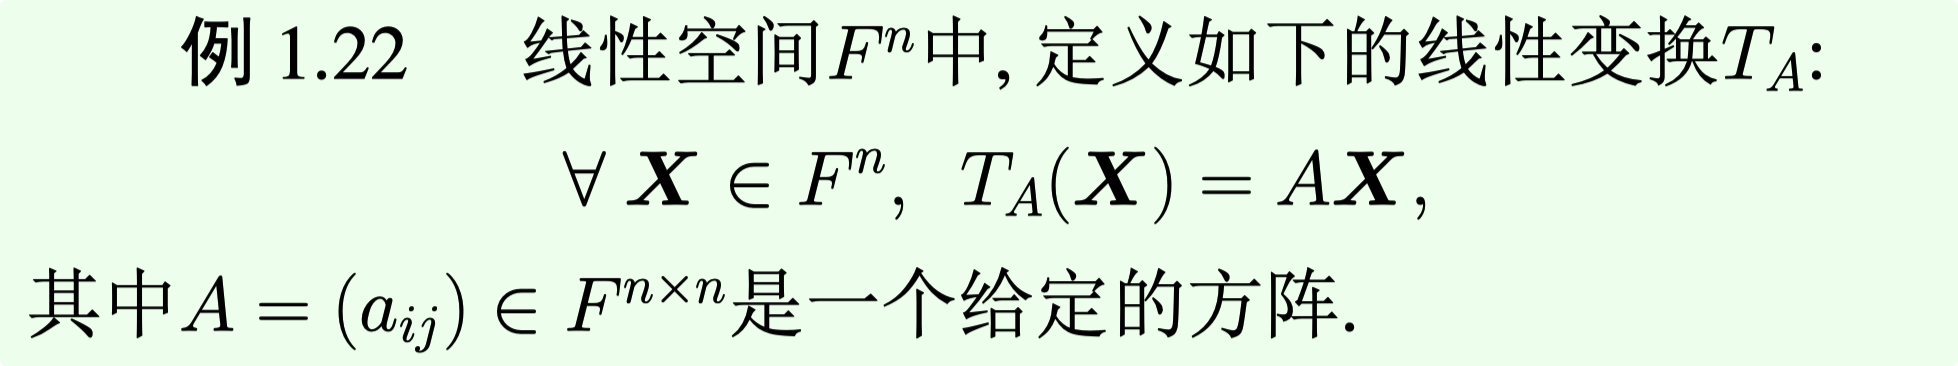 例 1.22 线性空间Fⁿ中, 定义如下的线性变换T_A:
∀ X ∈ Fⁿ, T_A(X) = AX,
其中A = (a_{ij}) ∈ F^{n×n}是一个给定的方阵.